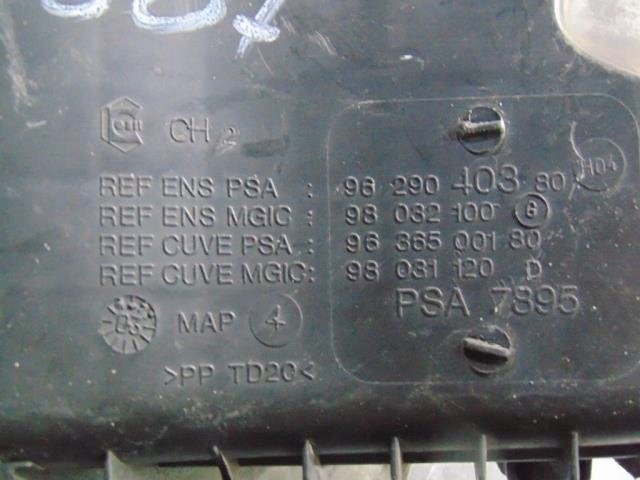 CH 2
REF ENS PSA : 96 290 403 80
REF ENS MGIC : 98 032 100 B
REF CUVE PSA : 96 365 001 80
REF CUVE MGIC : 98 031 120 D
PSA 7895
05 MAP 4
>PP TD20<